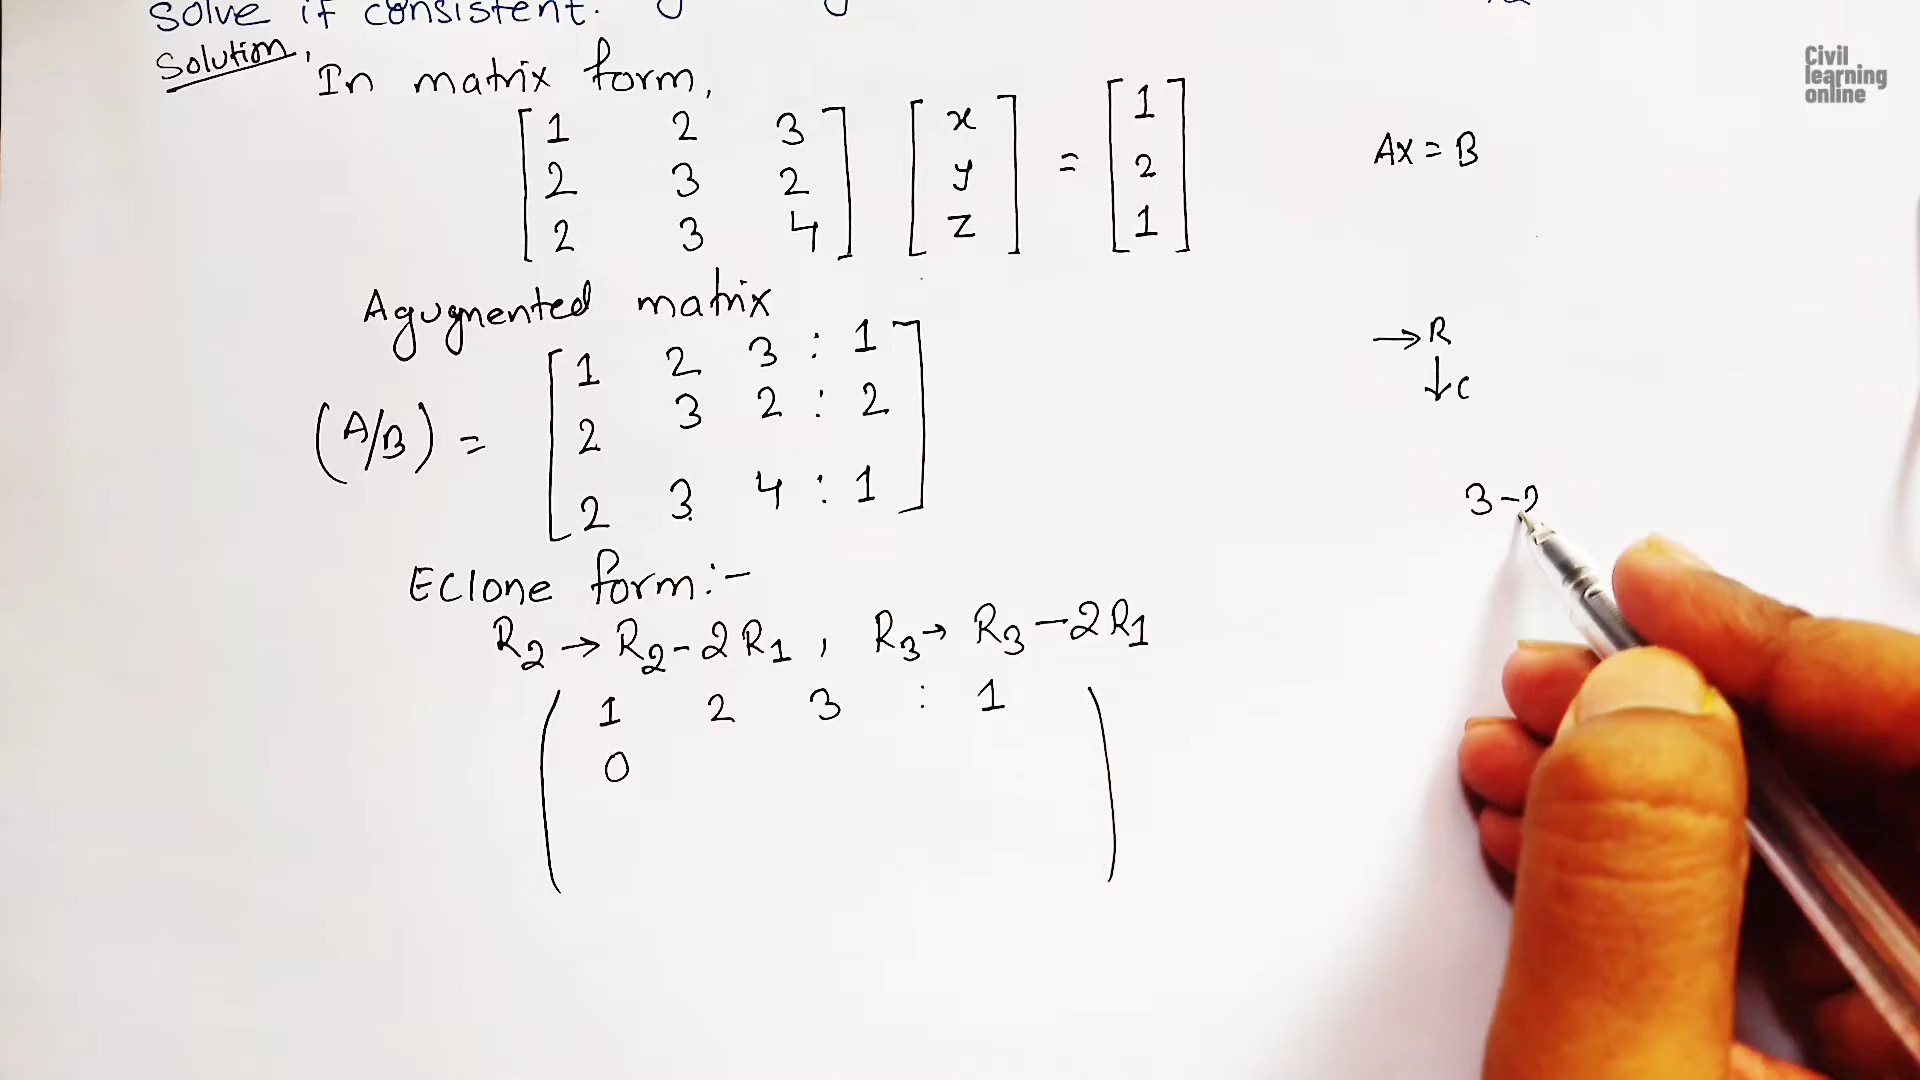 solve if consistent.
Solution,
In matrix form,
[1 2 3] [x] = [1]
[2 3 2] [y] [2]
[2 3 4] [z] [1]
AX = B
Agugmented matrix
(A/B) =
[1 2 3 : 1]
[2 3 2 : 2]
[2 3 4 : 1]
→R
↓C
3-2
Eclone form:-
R2 → R2-2R1, R3→ R3-2R1
(1 2 3 : 1)
0
Civil
learning
online